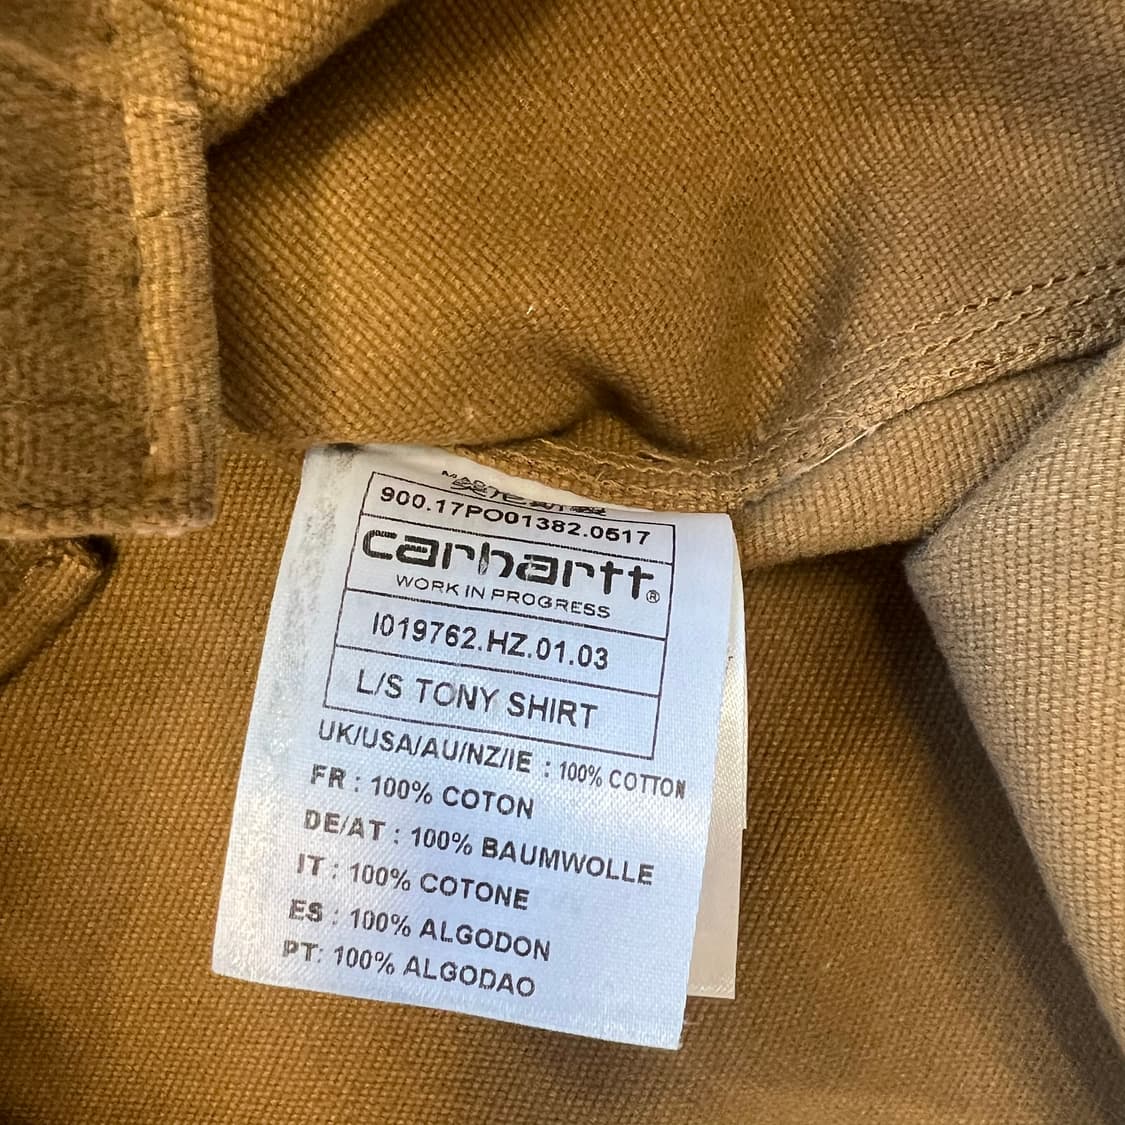 900.17PO01382.0517
carhartt®
WORK IN PROGRESS
I019762.HZ.01.03
L/S TONY SHIRT
UK/USA/AU/NZ/IE : 100% COTTON
FR : 100% COTON
DE/AT : 100% BAUMWOLLE
IT : 100% COTONE
ES : 100% ALGODON
PT: 100% ALGODAO